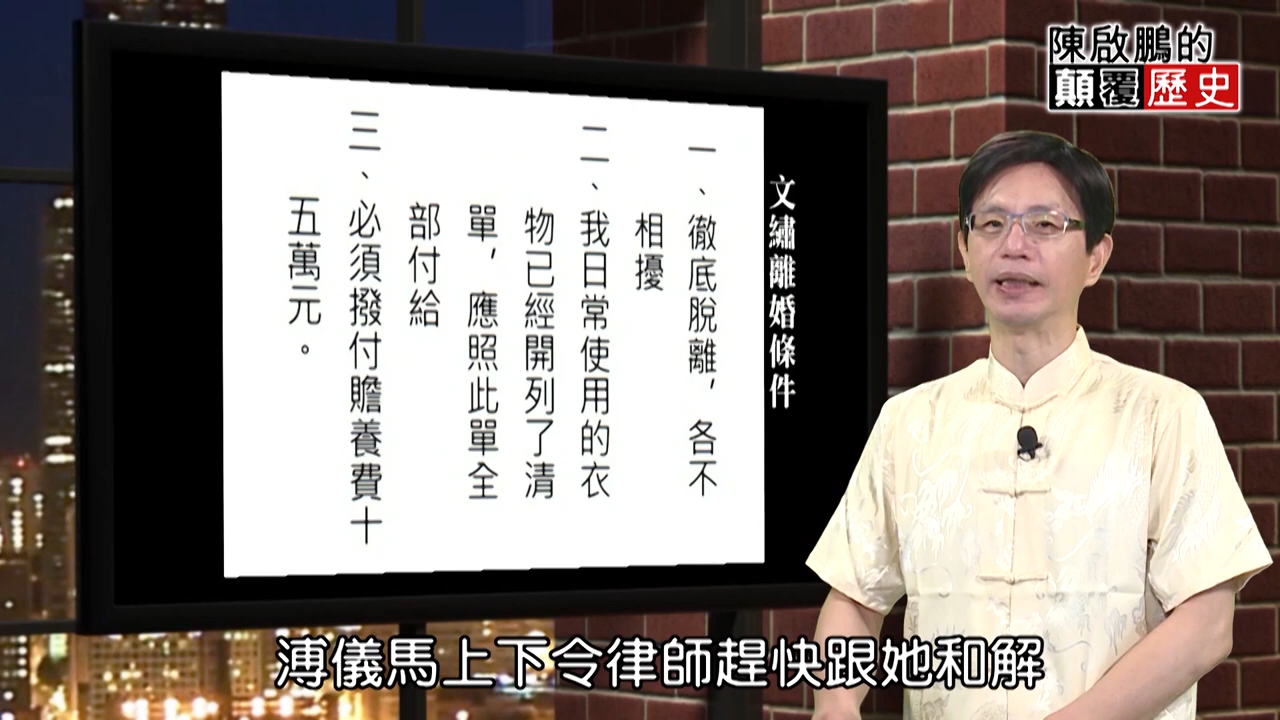 陳啟鵬的
顛覆歷史
文繡離婚條件
一、徹底脫離，各不
相擾
二、我日常使用的衣
物已經開列了清
單，應照此單全
部付給
三、必須撥付贍養費十
五萬元。
溥儀馬上下令律師趕快跟她和解